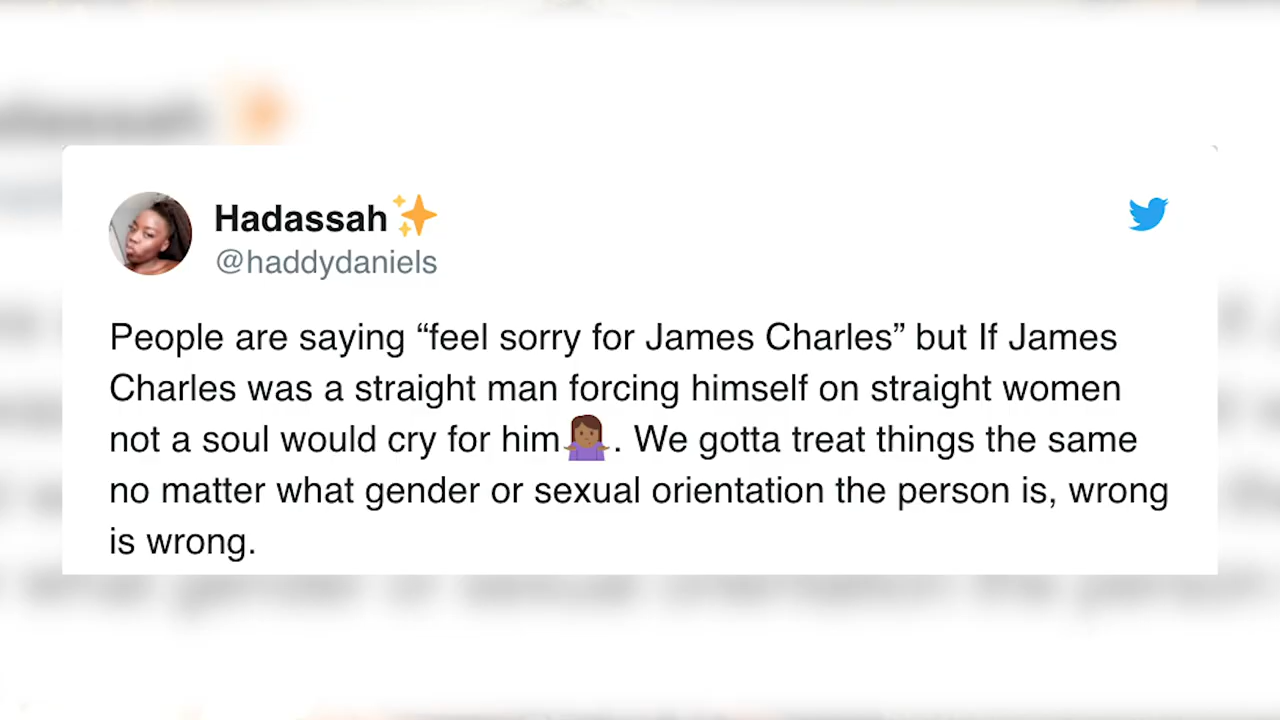 Hadassah✨
@haddydaniels
People are saying “feel sorry for James Charles” but If James
Charles was a straight man forcing himself on straight women
not a soul would cry for him🤷🏾‍♀️. We gotta treat things the same
no matter what gender or sexual orientation the person is, wrong
is wrong.